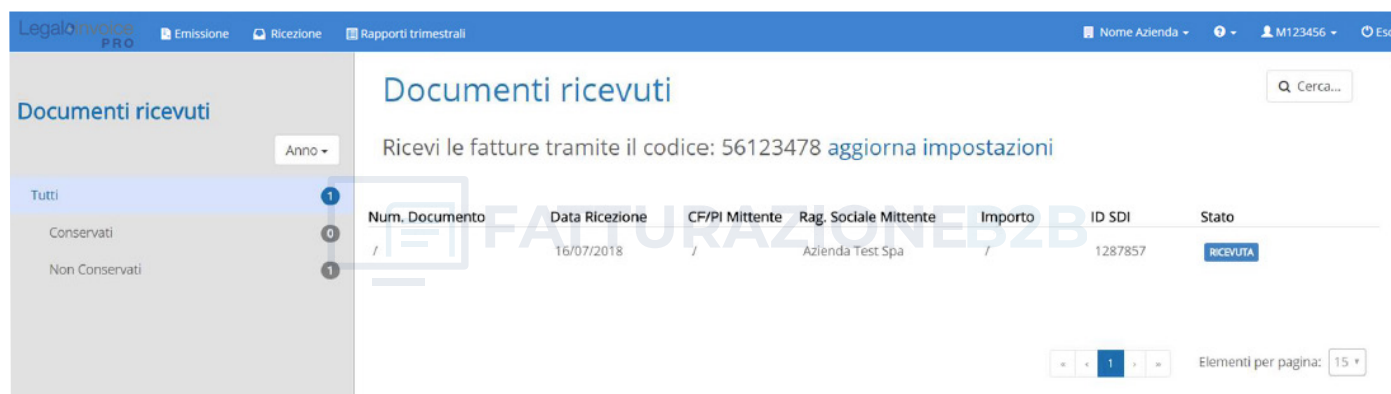 Legalinvoice
PRO
Emissione
Ricezione
Rapporti trimestrali
Nome Azienda
M123456
Documenti ricevuti
Anno
Tutti 1
Conservati 0
Non Conservati 1
Documenti ricevuti
Cerca...
Ricevi le fatture tramite il codice: 56123478 aggiorna impostazioni
Num. Documento Data Ricezione CF/PI Mittente Rag. Sociale Mittente Importo ID SDI Stato
/ 16/07/2018 / Azienda Test Spa / 1287857 RICEVUTA
FATTURAZIONEB2B
« ‹ 1 › »
Elementi per pagina: 15